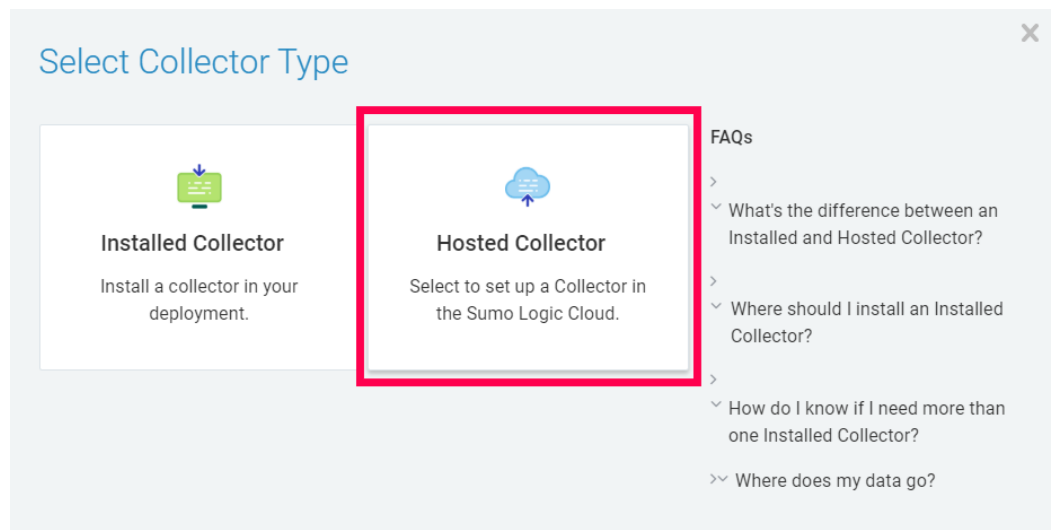 Select Collector Type
Installed Collector
Install a collector in your
deployment.
Hosted Collector
Select to set up a Collector in
the Sumo Logic Cloud.
FAQs
What's the difference between an
Installed and Hosted Collector?
Where should I install an Installed
Collector?
How do I know if I need more than
one Installed Collector?
Where does my data go?